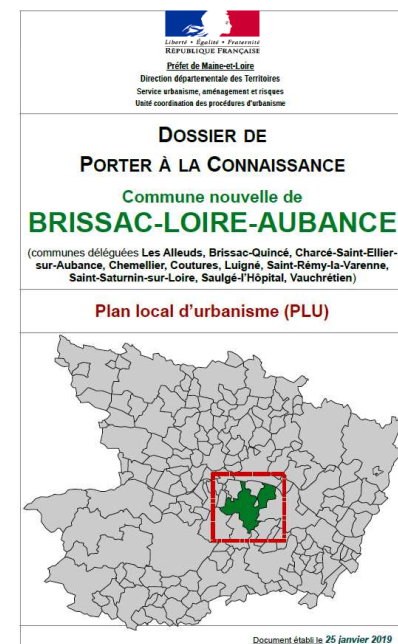 Liberté • Égalité • Fraternité
RÉPUBLIQUE FRANÇAISE
Préfet de Maine-et-Loire
Direction départementale des Territoires
Service urbanisme, aménagement et risques
Unité coordination des procédures d'urbanisme
DOSSIER DE
PORTER À LA CONNAISSANCE
Commune nouvelle de
BRISSAC-LOIRE-AUBANCE
(communes déléguées Les Alleuds, Brissac-Quincé, Charcé-Saint-Ellier-
sur-Aubance, Chemellier, Coutures, Luigné, Saint-Rémy-la-Varenne,
Saint-Saturnin-sur-Loire, Saulgé-l'Hôpital, Vauchrétien)
Plan local d'urbanisme (PLU)
Document établi le 25 janvier 2019